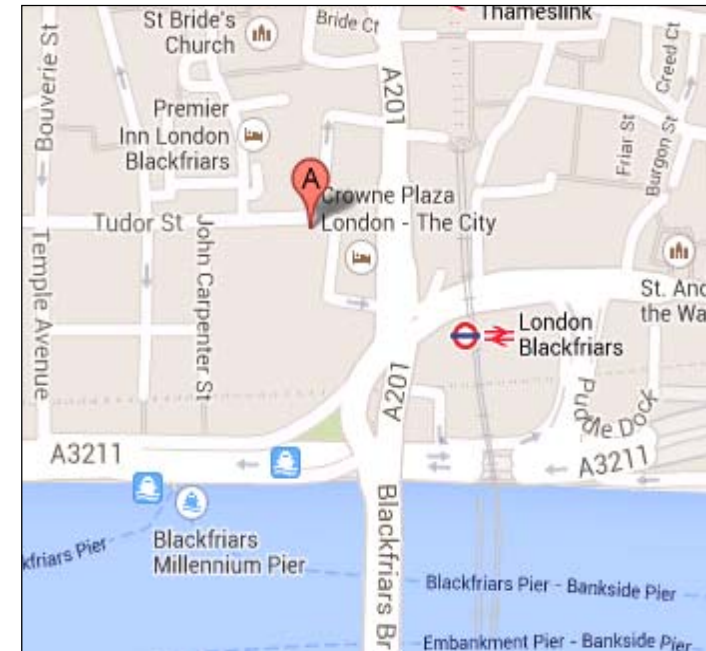 Thameslink
St Bride's
Church
Bride Ct
A201
Creed Ct
Bouverie St
Premier
Inn London
Blackfriars
Friar St
Burgon St
A
Crowne Plaza
London - The City
Tudor St
John Carpenter St
Temple Avenue
St. And
the Wa
London
Blackfriars
A201
Puddle Dock
A3211
A3211
Blackfriars
Millennium Pier
kfriars Pier
Blackfriars Br
Blackfriars Pier - Bankside Pier
Embankment Pier - Bankside Pier